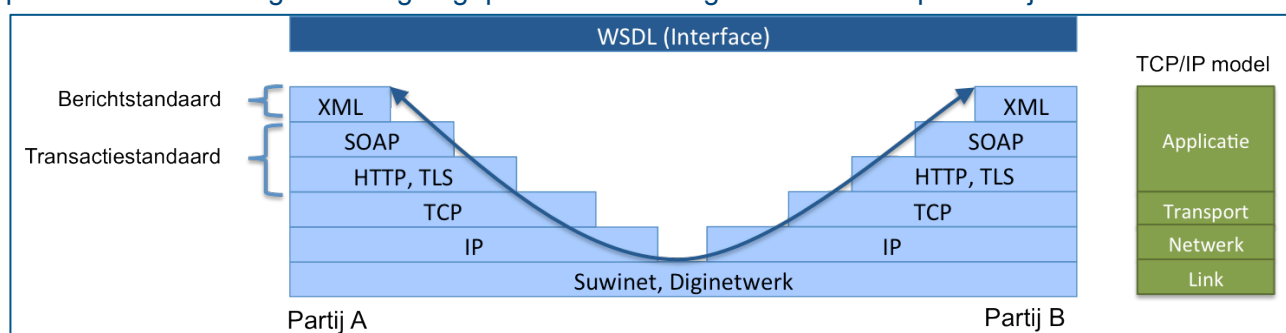 WSDL (Interface)
TCP/IP model
Berichtstandaard
XML
XML
Applicatie
Transactiestandaard
SOAP
SOAP
HTTP, TLS
HTTP, TLS
TCP
TCP
Transport
IP
IP
Netwerk
Suwinet, Diginetwerk
Link
Partij A
Partij B